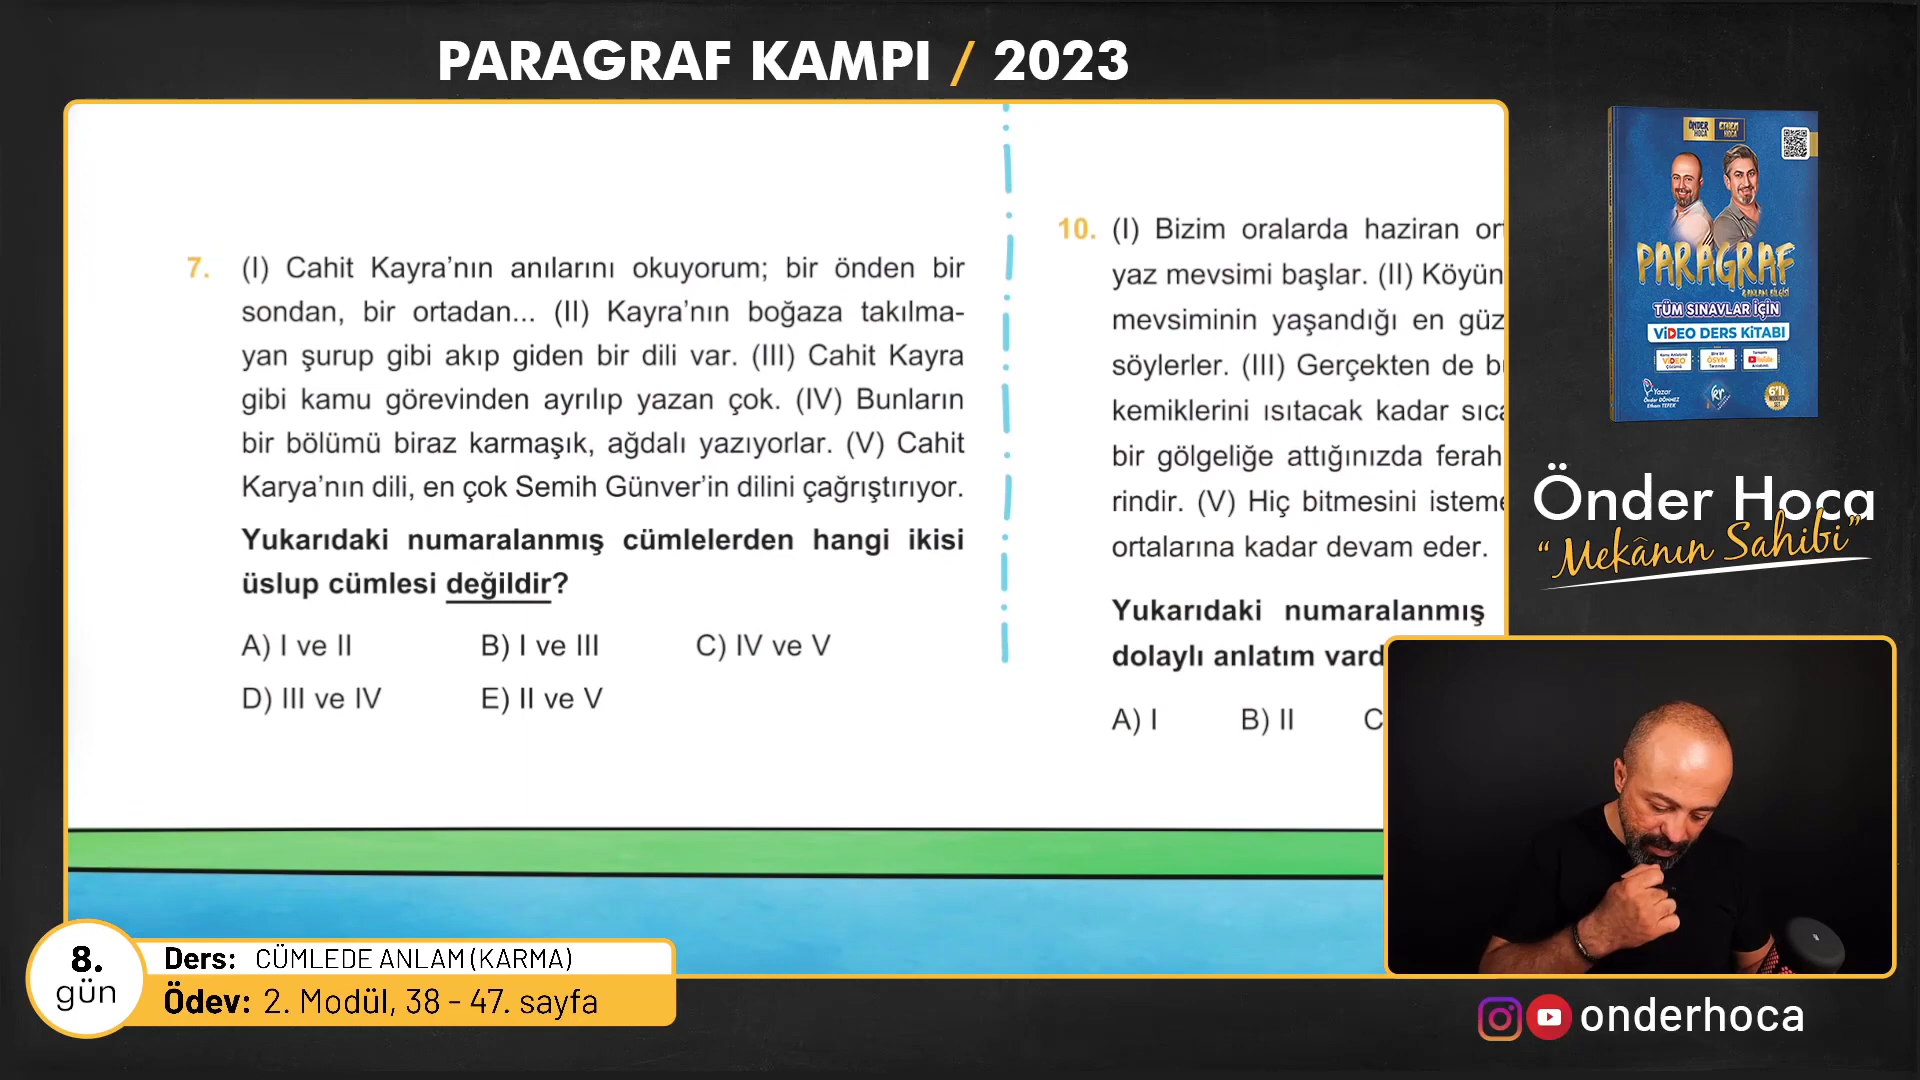 PARAGRAF KAMPI / 2023
7. (I) Cahit Kayra’nın anılarını okuyorum; bir önden bir
sondan, bir ortadan... (II) Kayra’nın boğaza takılma-
yan şurup gibi akıp giden bir dili var. (III) Cahit Kayra
gibi kamu görevinden ayrılıp yazan çok. (IV) Bunların
bir bölümü biraz karmaşık, ağdalı yazıyorlar. (V) Cahit
Karya’nın dili, en çok Semih Günver’in dilini çağrıştırıyor.
Yukarıdaki numaralanmış cümlelerden hangi ikisi
üslup cümlesi değildir?
A) I ve II B) I ve III C) IV ve V
D) III ve IV E) II ve V
10. (I) Bizim oralarda haziran or
yaz mevsimi başlar. (II) Köyün
mevsiminin yaşandığı en güz
söylerler. (III) Gerçekten de b
kemiklerini ısıtacak kadar sıca
bir gölgeliğe attığınızda ferah
rindir. (V) Hiç bitmesini isteme
ortalarına kadar devam eder.
Yukarıdaki numaralanmış
dolaylı anlatım vard
A) I B) II C
ÖNDER HOCA
ETHEM HOCA
PARAGRAF
TÜM SINAVLAR İÇİN
VİDEO DERS KİTABI
Önder Hoca
“Mekânın Sahibi”
8.
gün
Ders: CÜMLEDE ANLAM (KARMA)
Ödev: 2. Modül, 38 - 47. sayfa
onderhoca